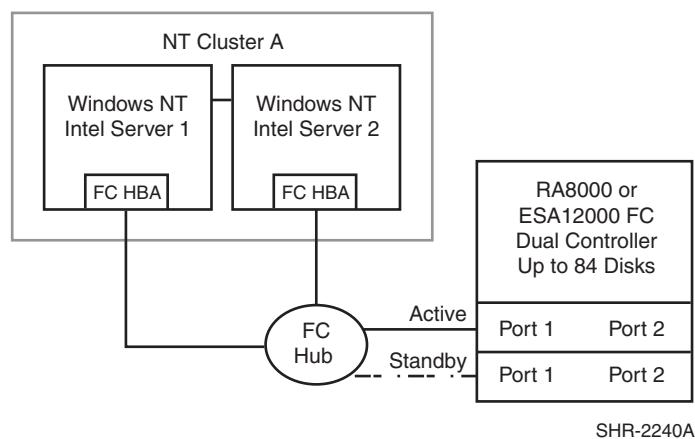 NT Cluster A
Windows NT
Intel Server 1
FC HBA
Windows NT
Intel Server 2
FC HBA
RA8000 or
ESA12000 FC
Dual Controller
Up to 84 Disks
FC
Hub
Active
Port 1 Port 2
Standby
Port 1 Port 2
SHR-2240A